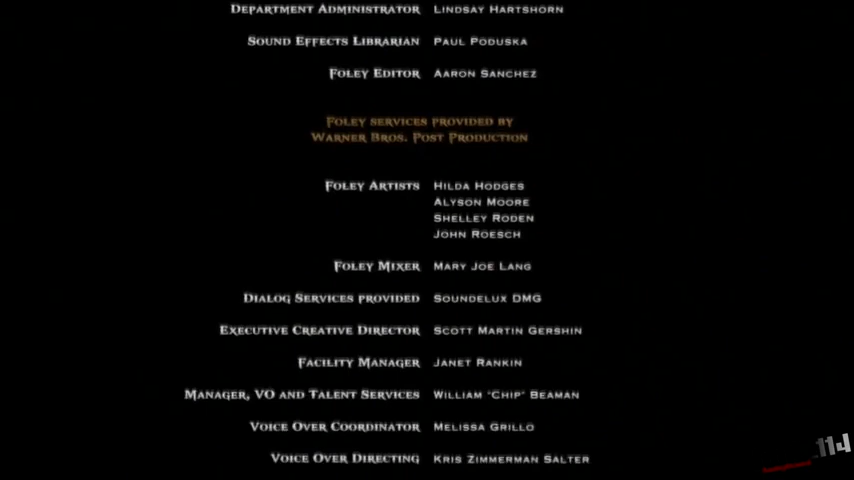 Department Administrator Lindsay Hartshorn
Sound Effects Librarian Paul Poduska
Foley Editor Aaron Sanchez
Foley services provided by
Warner Bros. Post Production
Foley Artists Hilda Hodges
Alyson Moore
Shelley Roden
John Roesch
Foley Mixer Mary Joe Lang
Dialog Services provided Soundelux DMG
Executive Creative Director Scott Martin Gershin
Facility Manager Janet Rankin
Manager, VO and Talent Services William "Chip" Beaman
Voice Over Coordinator Melissa Grillo
Voice Over Directing Kris Zimmerman Salter